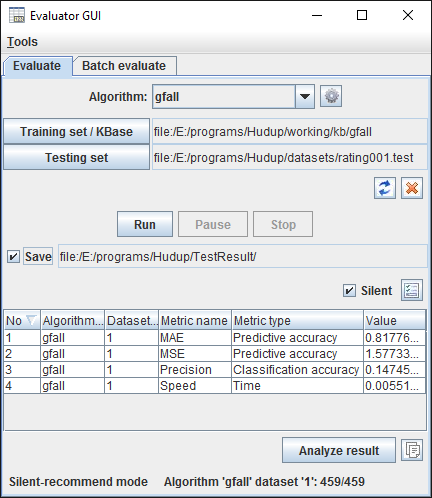 Evaluator GUI
Tools
Evaluate Batch evaluate
Algorithm: gfall
Training set / KBase file:/E:/programs/Hudup/working/kb/gfall
Testing set file:/E:/programs/Hudup/datasets/rating001.test
Run Pause Stop
Save file:/E:/programs/Hudup/TestResult/
Silent
No Algorithm... Dataset... Metric name Metric type Value
1 gfall 1 MAE Predictive accuracy 0.81776...
2 gfall 1 MSE Predictive accuracy 1.57733...
3 gfall 1 Precision Classification accuracy 0.14745...
4 gfall 1 Speed Time 0.00551...
Analyze result
Silent-recommend mode Algorithm 'gfall' dataset '1': 459/459